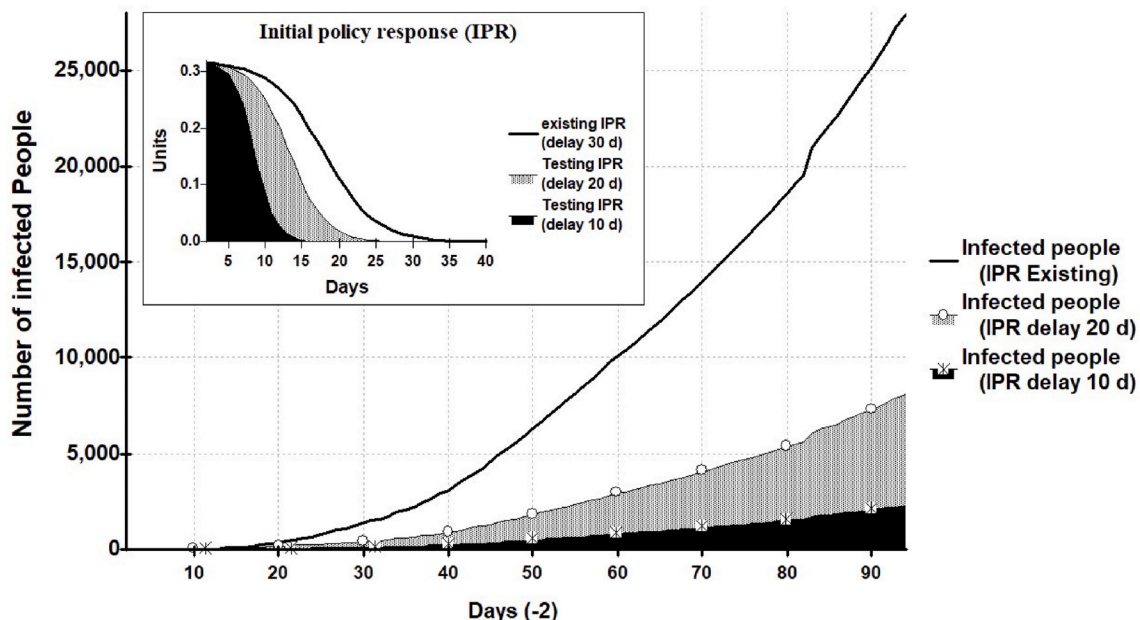 Initial policy response (IPR)
Units
0.3
0.2
0.1
0.0
5 10 15 20 25 30 35 40
Days
existing IPR
(delay 30 d)
Testing IPR
(delay 20 d)
Testing IPR
(delay 10 d)
Number of infected People
25,000
20,000
15,000
10,000
5,000
0
10 20 30 40 50 60 70 80 90
Days (-2)
Infected people
(IPR Existing)
Infected people
(IPR delay 20 d)
Infected people
(IPR delay 10 d)